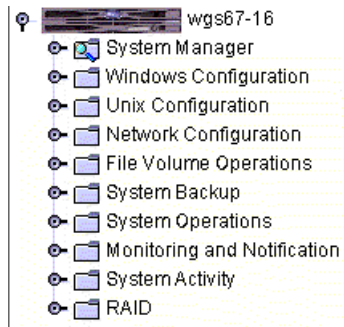 wgs67-16
System Manager
Windows Configuration
Unix Configuration
Network Configuration
File Volume Operations
System Backup
System Operations
Monitoring and Notification
System Activity
RAID